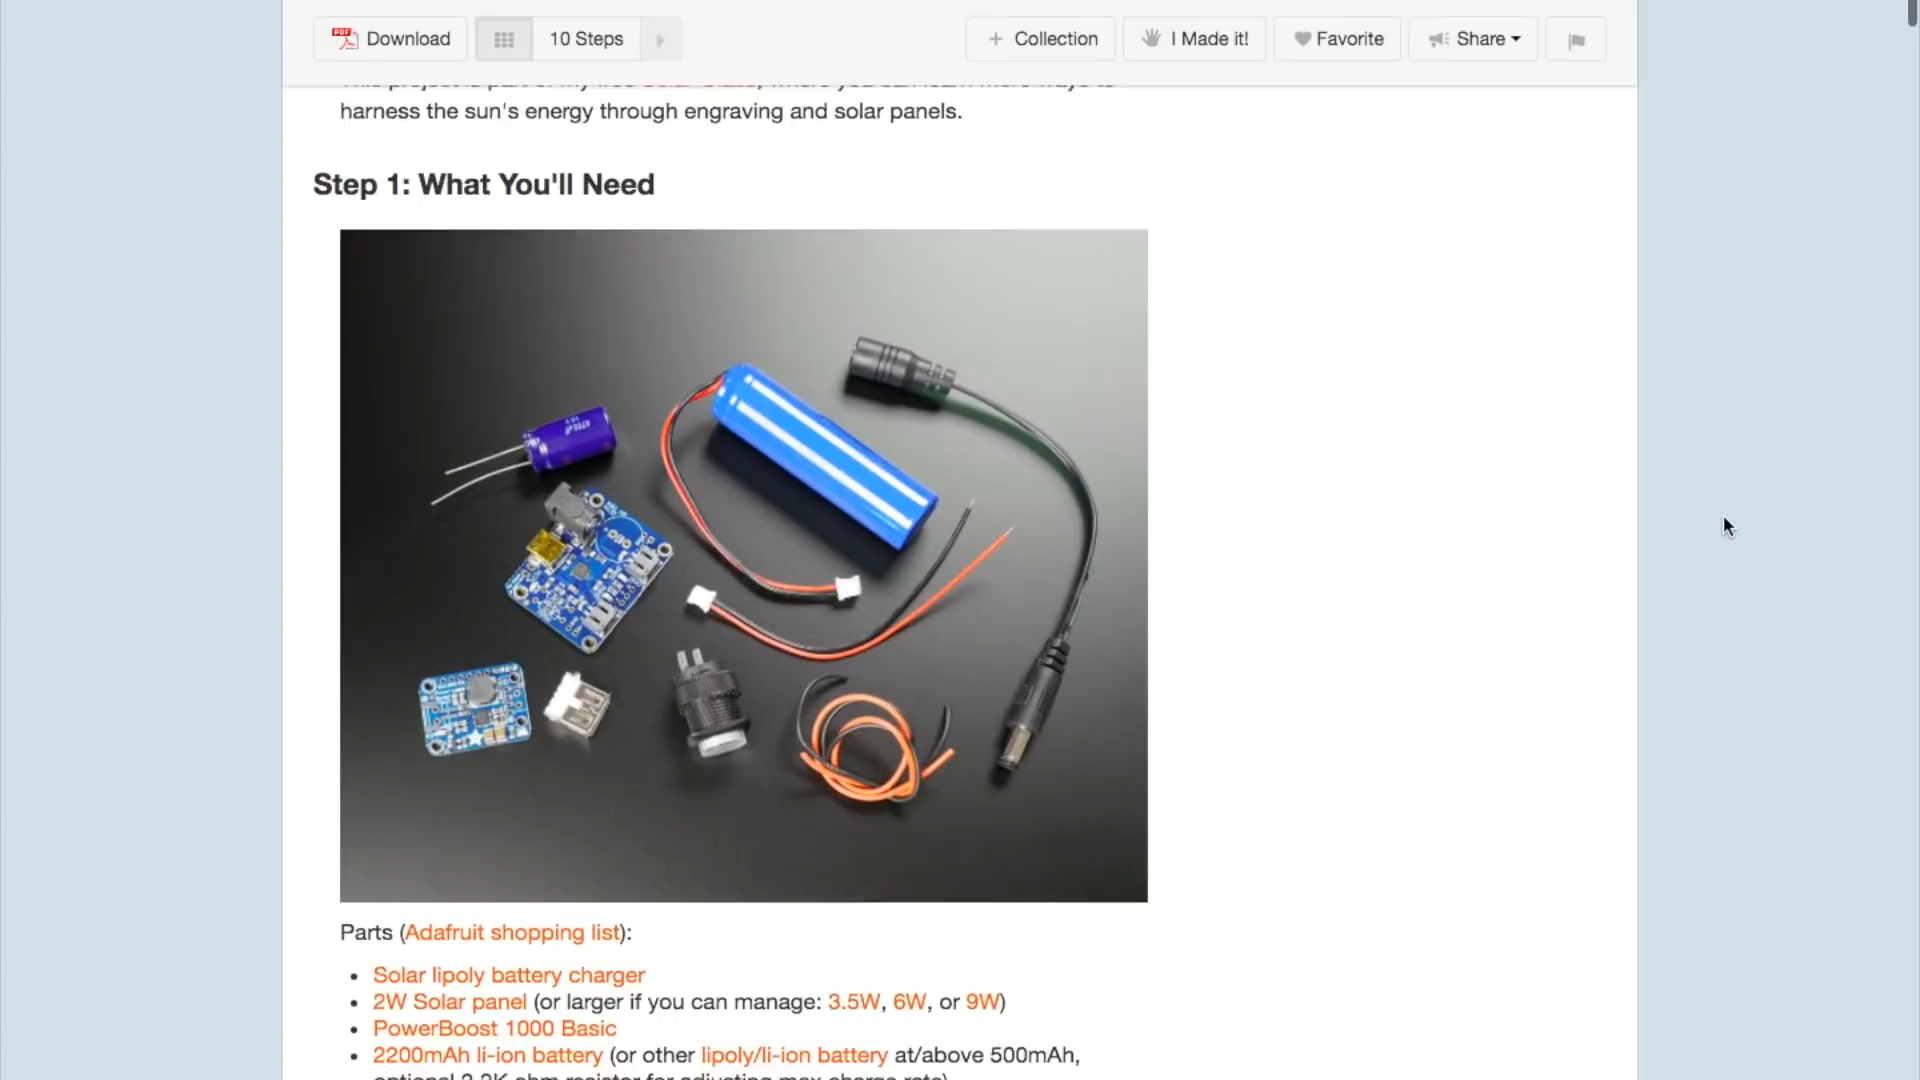 Download
10 Steps
+ Collection
I Made it!
Favorite
Share
harness the sun's energy through engraving and solar panels.
Step 1: What You'll Need
4700µF
Parts (Adafruit shopping list):
• Solar lipoly battery charger
• 2W Solar panel (or larger if you can manage: 3.5W, 6W, or 9W)
• PowerBoost 1000 Basic
• 2200mAh li-ion battery (or other lipoly/li-ion battery at/above 500mAh,